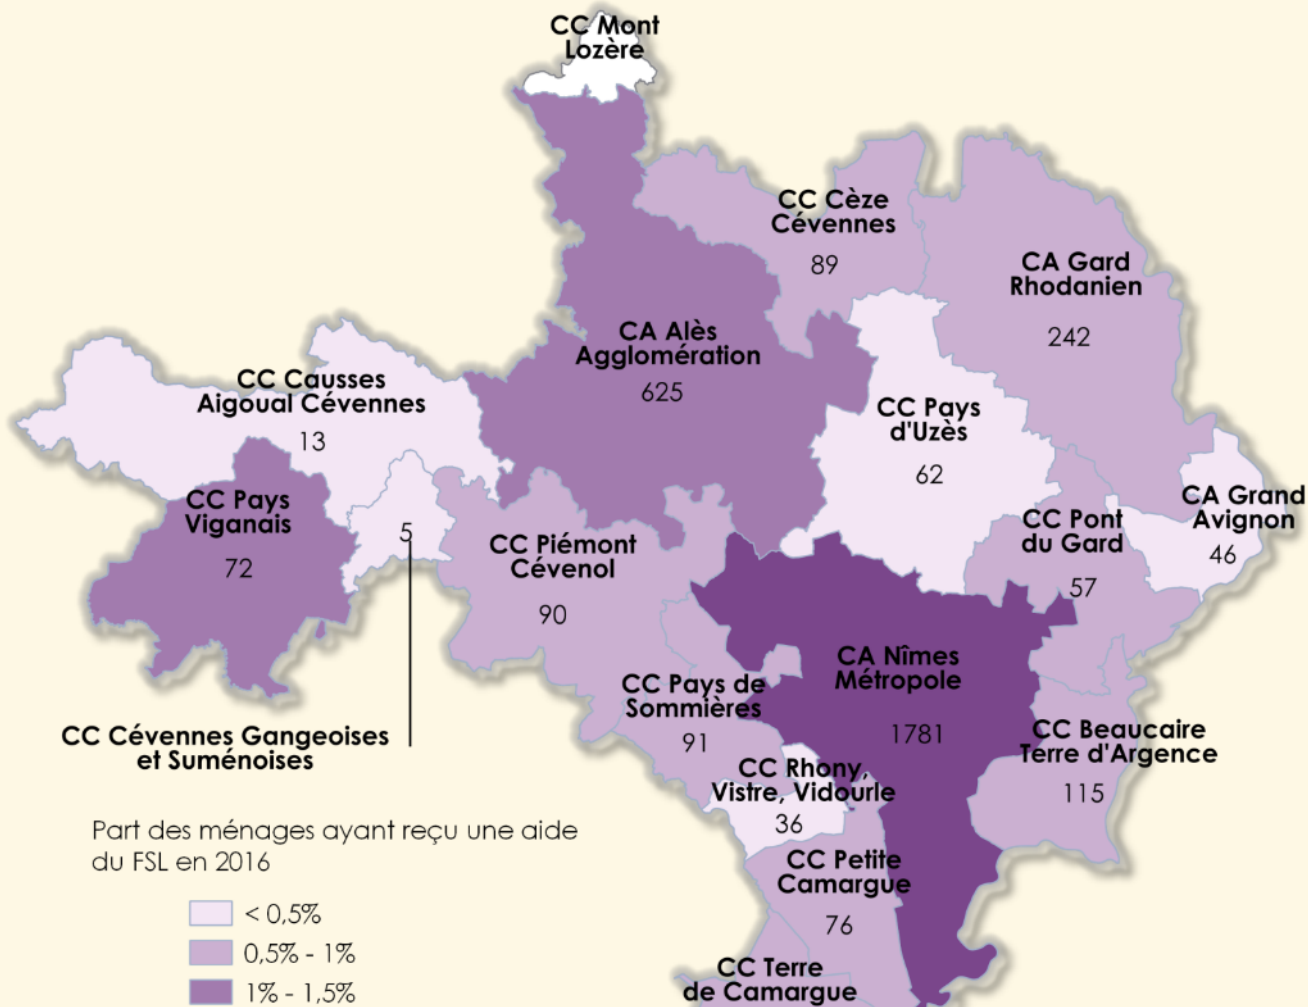 CC Mont
Lozère
CC Cèze
Cévennes
89
CA Gard
Rhodanien
242
CA Alès
Agglomération
625
CC Causses
Aigoual Cévennes
13
CC Pays
d'Uzès
62
CC Pays
Viganais
72
5
CC Piémont
Cévenol
90
CC Pont
du Gard
57
CA Grand
Avignon
46
CA Nîmes
Métropole
1781
CC Pays de
Sommières
91
CC Cévennes Gangeoises
et Suménoises
CC Beaucaire
Terre d'Argence
115
CC Rhony,
Vistre, Vidourle
36
CC Petite
Camargue
76
CC Terre
de Camargue
Part des ménages ayant reçu une aide
du FSL en 2016
< 0,5%
0,5% - 1%
1% - 1,5%